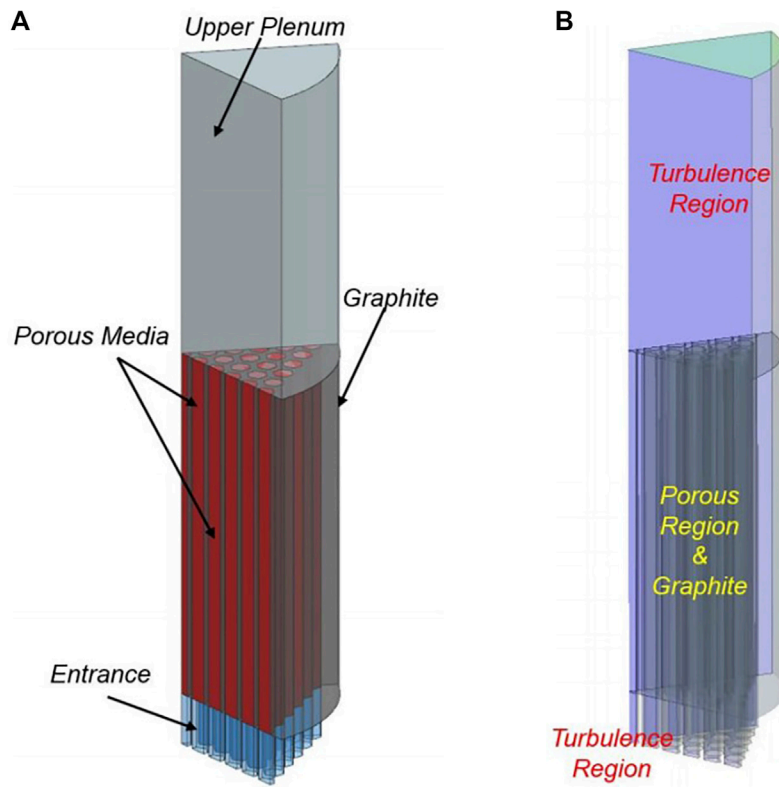 A
Upper Plenum
Graphite
Porous Media
Entrance
B
Turbulence
Region
Porous
Region
&
Graphite
Turbulence
Region